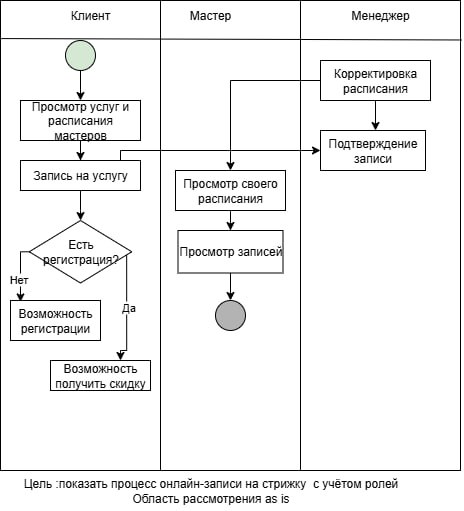 Клиент
Мастер
Менеджер
Корректировка
расписания
Просмотр услуг и
расписания
мастеров
Подтверждение
записи
Запись на услугу
Просмотр своего
расписания
Есть
регистрация?
Просмотр записей
Нет
Да
Возможность
регистрации
Возможность
получить скидку
Цель :показать процесс онлайн-записи на стрижку с учётом ролей
Область рассмотрения as is